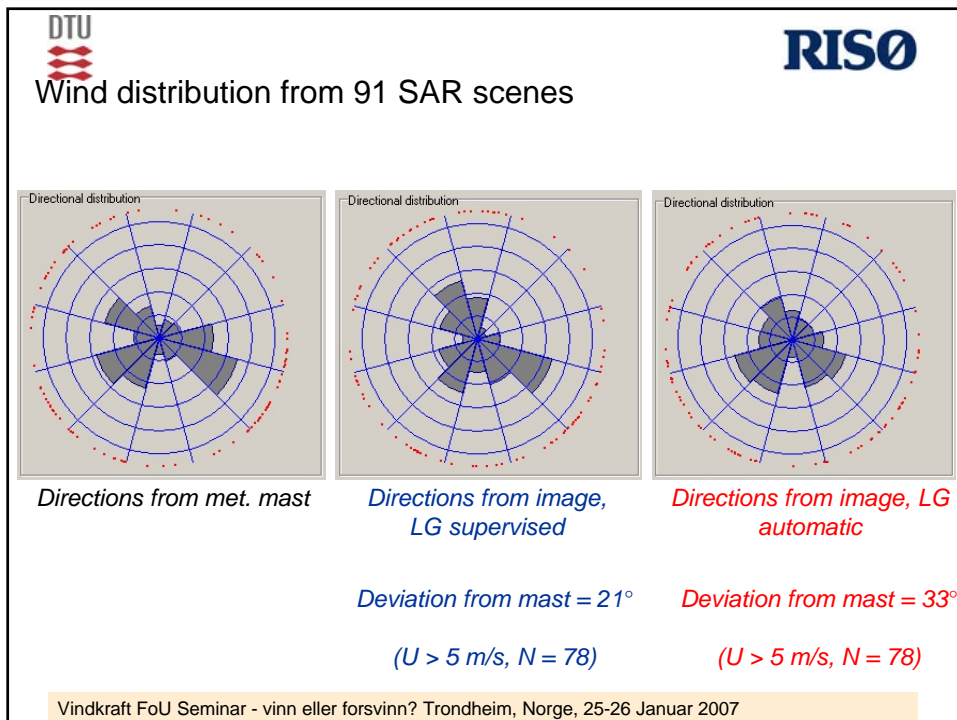 DTU
RISØ
Wind distribution from 91 SAR scenes
Directional distribution
Directional distribution
Directional distribution
Directions from met. mast
Directions from image,
LG supervised
Directions from image, LG
automatic
Deviation from mast = 21°
Deviation from mast = 33°
(U > 5 m/s, N = 78)
(U > 5 m/s, N = 78)
Vindkraft FoU Seminar - vinn eller forsvinn? Trondheim, Norge, 25-26 Januar 2007